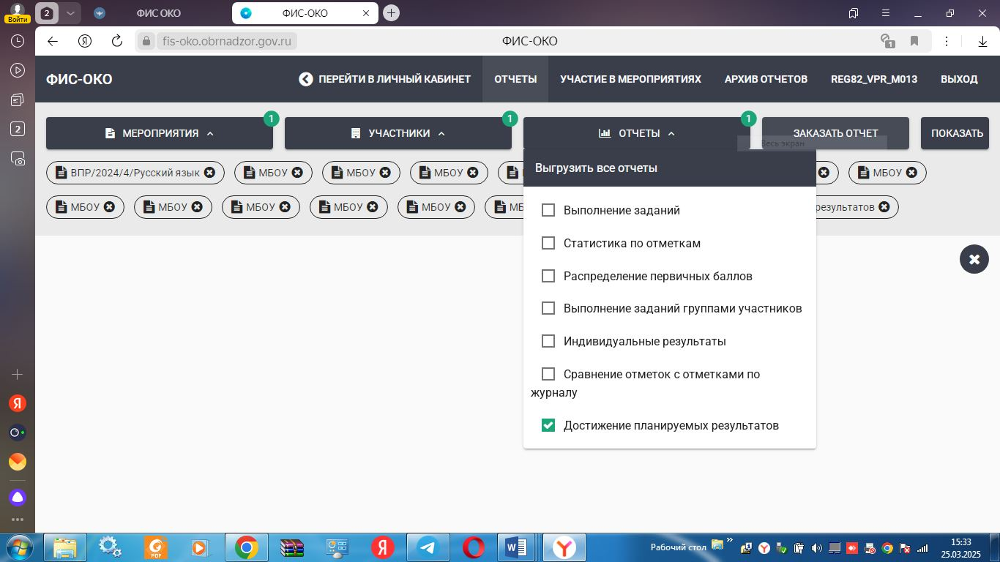 Войти
2
ФИС ОКО
ФИС-ОКО
fis-oko.obrnadzor.gov.ru
ФИС-ОКО
1
ФИС-ОКО
ПЕРЕЙТИ В ЛИЧНЫЙ КАБИНЕТ
ОТЧЕТЫ
УЧАСТИЕ В МЕРОПРИЯТИЯХ
АРХИВ ОТЧЕТОВ
REG82_VPR_M013
ВЫХОД
МЕРОПРИЯТИЯ
1
УЧАСТНИКИ
1
ОТЧЕТЫ
1
ЗАКАЗАТЬ ОТЧЕТ
Весь экран
ПОКАЗАТЬ
ВПР/2024/4/Русский язык
МБОУ
МБОУ
МБОУ
МБОУ
МБОУ
МБОУ
МБОУ
МБОУ
МБОУ
МБО
результатов
Выгрузить все отчеты
Выполнение заданий
Статистика по отметкам
Распределение первичных баллов
Выполнение заданий группами участников
Индивидуальные результаты
Сравнение отметок с отметками по
журналу
Достижение планируемых результатов
2
Я
PDF
Я
W
Y
Рабочий стол
15:33
25.03.2025